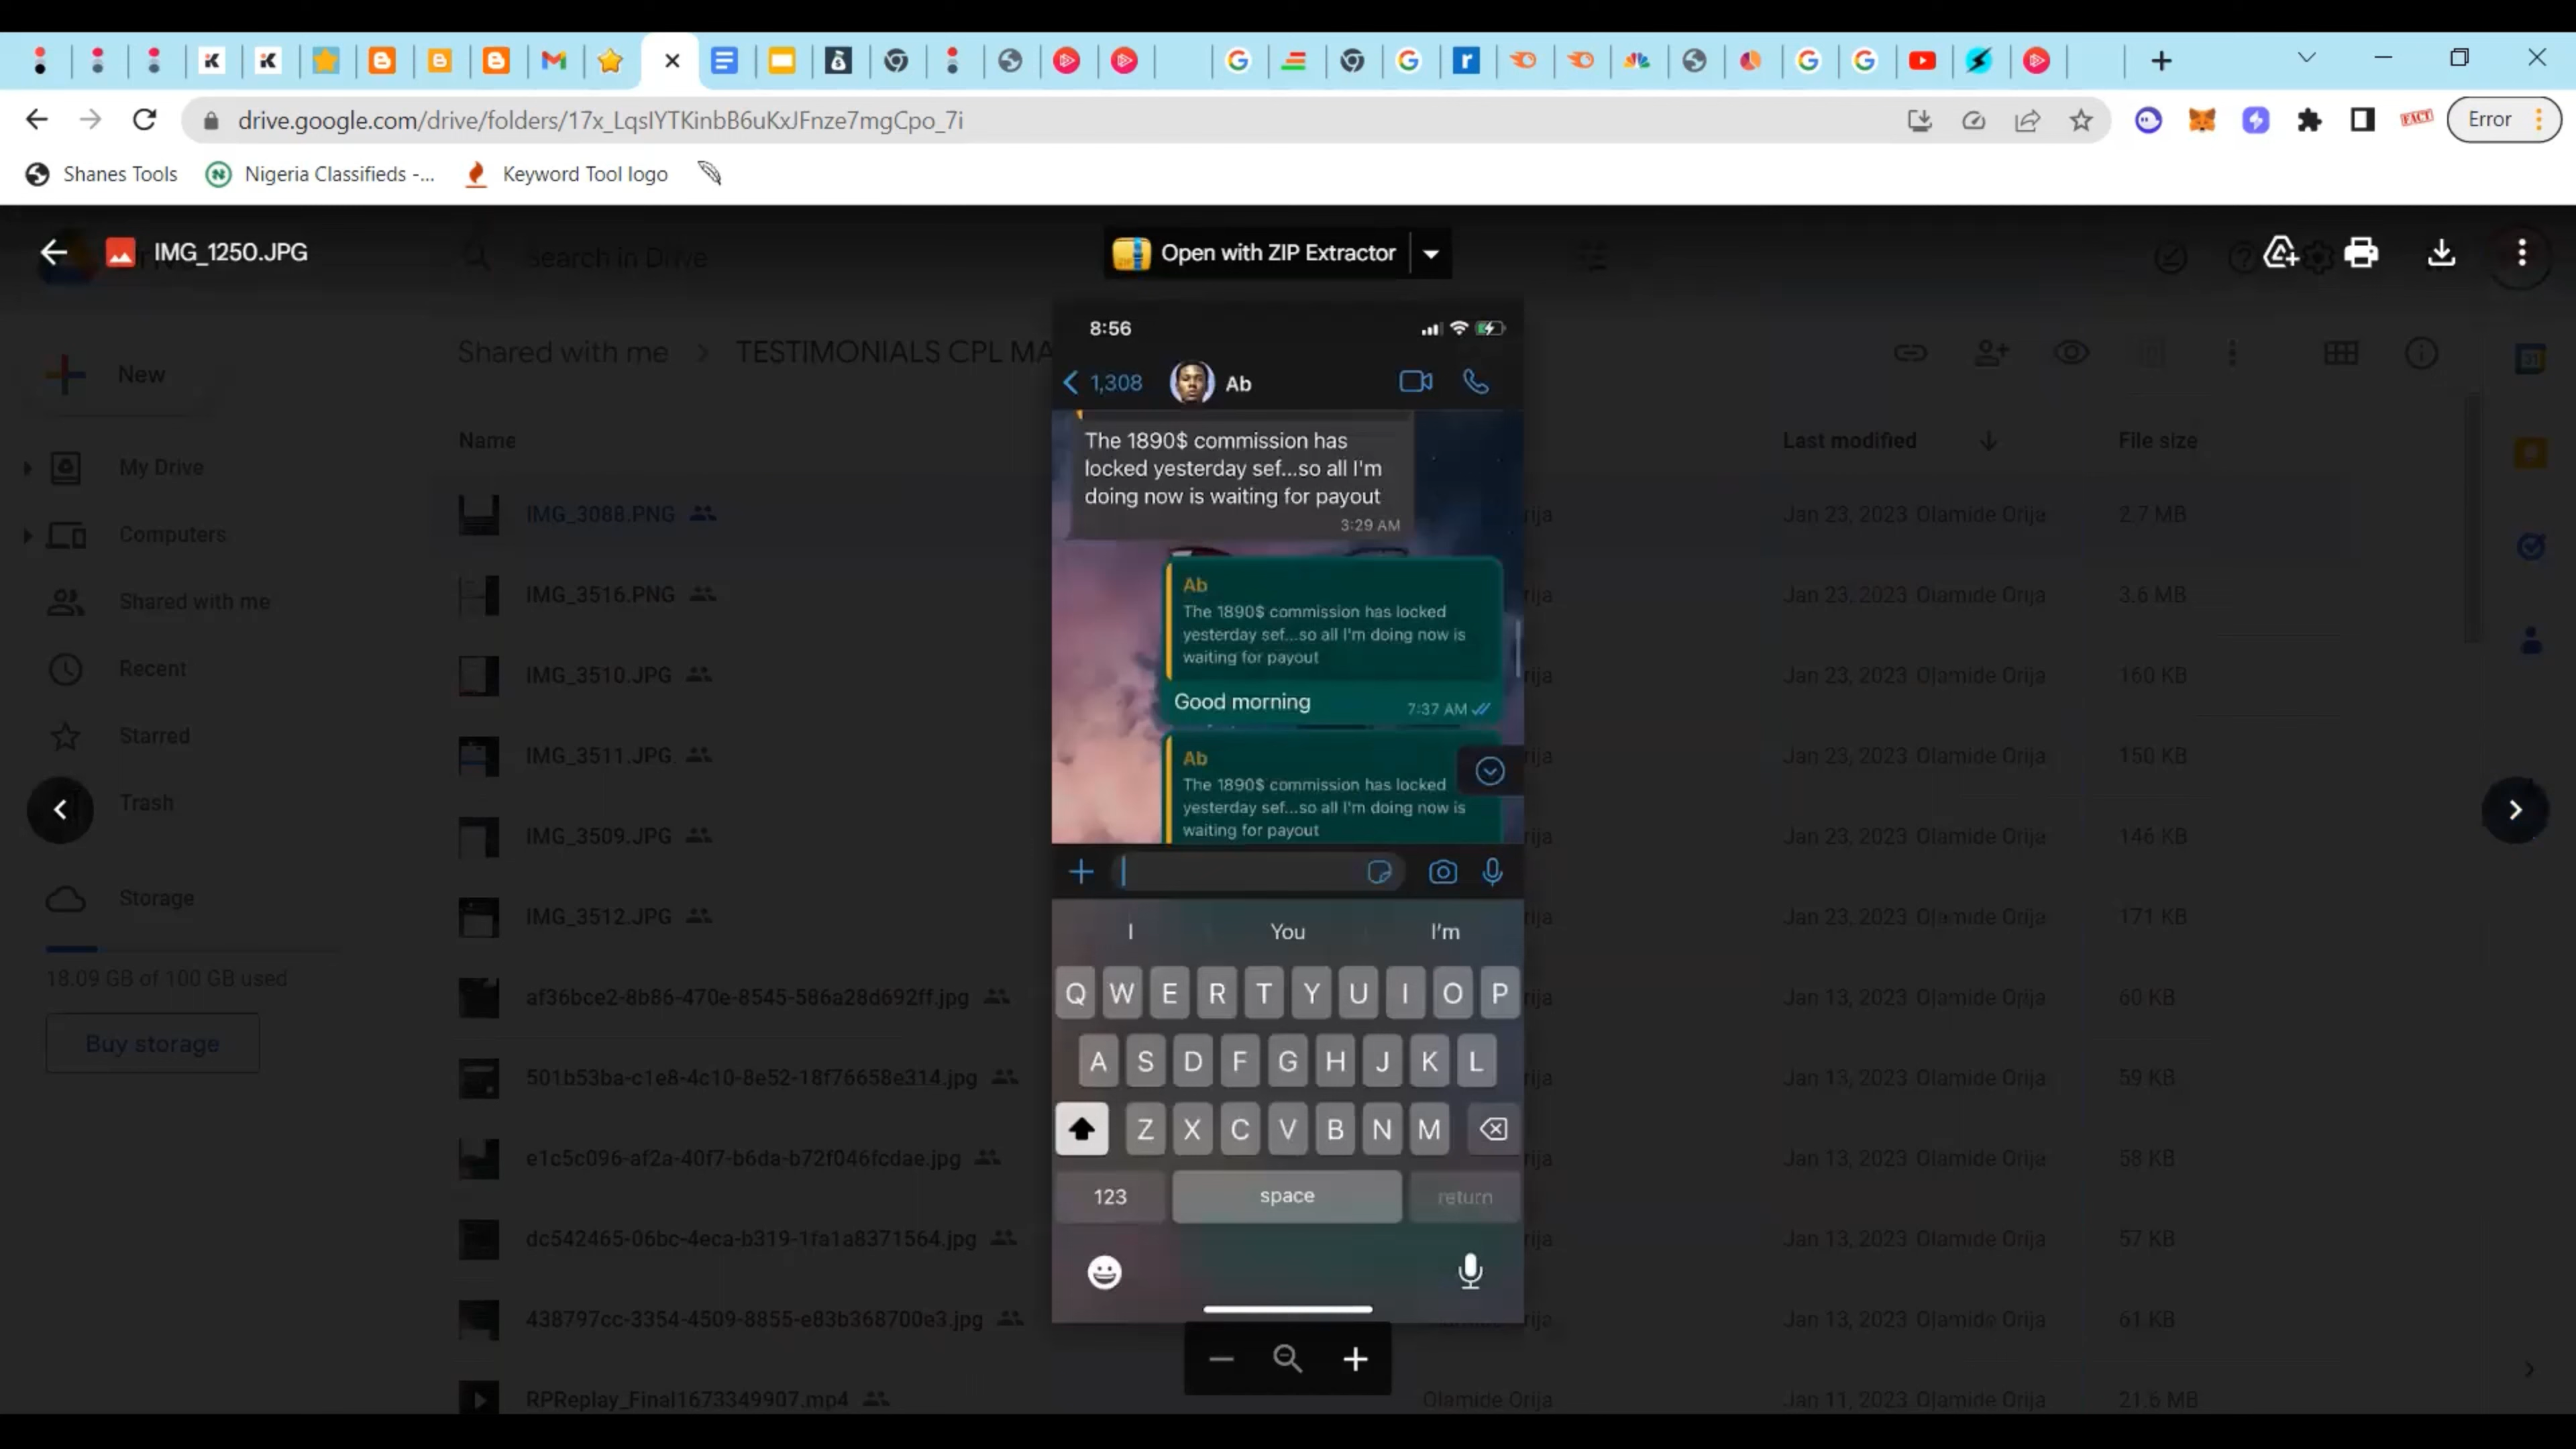 drive.google.com/drive/folders/17x_LqsIYTKinbB6uKxJFnze7mgCpo_7i
Error
Shanes Tools
Nigeria Classifieds -...
Keyword Tool logo
IMG_1250.JPG
Search in Drive
Open with ZIP Extractor
Shared with me > TESTIMONIALS CPL MA
New
My Drive
Computers
Shared with me
Recent
Starred
Trash
Storage
18.09 GB of 100 GB used
Buy storage
Name
Last modified
File size
IMG_3088.PNG
rija
Jan 23, 2023 Olamide Orija
2.7 MB
IMG_3516.PNG
rija
Jan 23, 2023 Olamide Orija
3.6 MB
IMG_3510.JPG
rija
Jan 23, 2023 Olamide Orija
160 KB
IMG_3511.JPG
rija
Jan 23, 2023 Olamide Orija
150 KB
IMG_3509.JPG
rija
Jan 23, 2023 Olamide Orija
146 KB
IMG_3512.JPG
rija
Jan 23, 2023 Olamide Orija
171 KB
af36bce2-8b86-470e-8545-586a28d692ff.jpg
rija
Jan 13, 2023 Olamide Orija
60 KB
501b53ba-c1e8-4c10-8e52-18f76658e314.jpg
rija
Jan 13, 2023 Olamide Orija
59 KB
e1c5c096-af2a-40f7-b6da-b72f046fcdae.jpg
rija
Jan 13, 2023 Olamide Orija
58 KB
dc542465-06bc-4eca-b319-1fa1a8371564.jpg
rija
Jan 13, 2023 Olamide Orija
57 KB
438797cc-3354-4509-8855-e83b368700e3.jpg
rija
Jan 13, 2023 Olamide Orija
61 KB
RPReplay_Final1673349907.mp4
Olamide Orija
Jan 11, 2023 Olamide Orija
21.6 MB
8:56
1,308
Ab
The 1890$ commission has
locked yesterday sef...so all I'm
doing now is waiting for payout
3:29 AM
Ab
The 1890$ commission has locked
yesterday sef...so all I'm doing now is
waiting for payout
Good morning
7:37 AM
Ab
The 1890$ commission has locked
yesterday sef...so all I'm doing now is
waiting for payout
I You I'm
Q W E R T Y U I O P
A S D F G H J K L
Z X C V B N M
123 space return